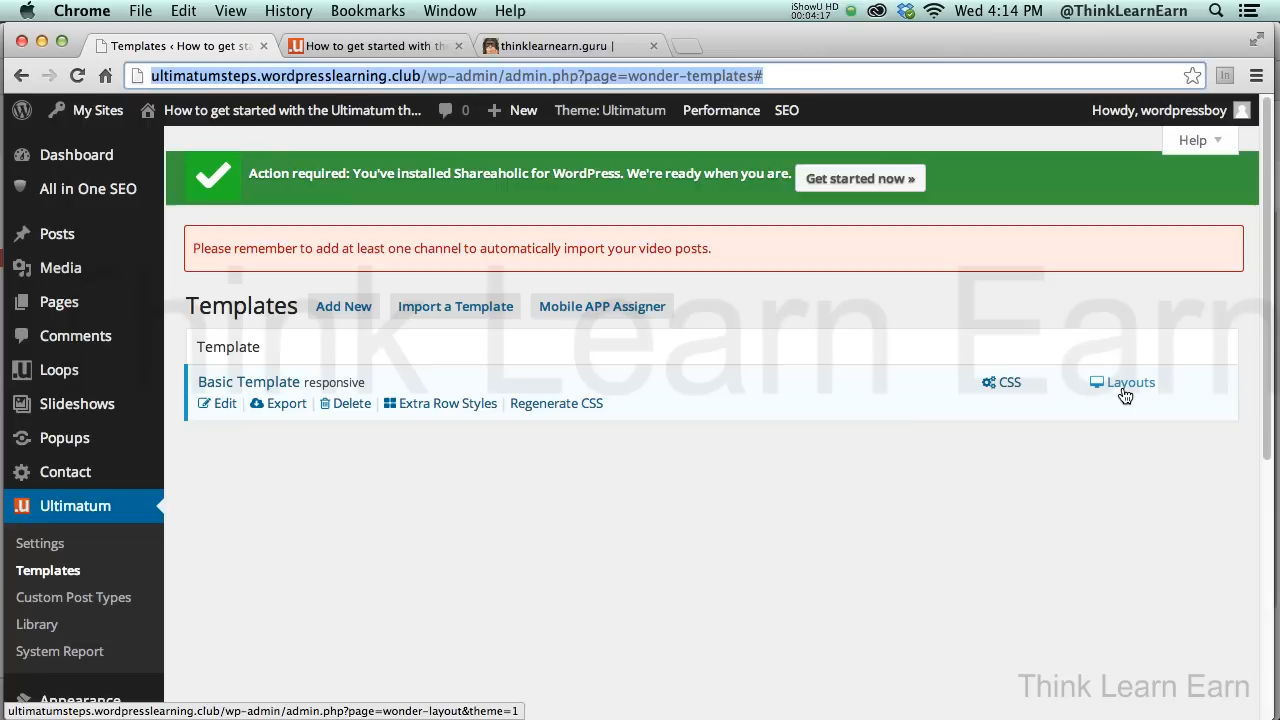 Chrome File Edit View History Bookmarks Window Help iShowU HD 00:04:17 Wed 4:14 PM @ThinkLearnEarn
Templates ‹ How to get sta How to get started with the thinklearnearn.guru |
ultimatumsteps.wordpresslearning.club/wp-admin/admin.php?page=wonder-templates# In
My Sites How to get started with the Ultimatum th... 0 New Theme: Ultimatum Performance SEO Howdy, wordpressboy
Help
Dashboard
All in One SEO
Posts
Media
Pages
Comments
Loops
Slideshows
Popups
Contact
Ultimatum
Settings
Templates
Custom Post Types
Library
System Report
Appearance
Action required: You've installed Shareaholic for WordPress. We're ready when you are. Get started now »
Please remember to add at least one channel to automatically import your video posts.
Templates Add New Import a Template Mobile APP Assigner
Template
Basic Template responsive CSS Layouts
Edit Export Delete Extra Row Styles Regenerate CSS
Think Learn Earn
Think Learn Earn
ultimatumsteps.wordpresslearning.club/wp-admin/admin.php?page=wonder-layout&theme=1